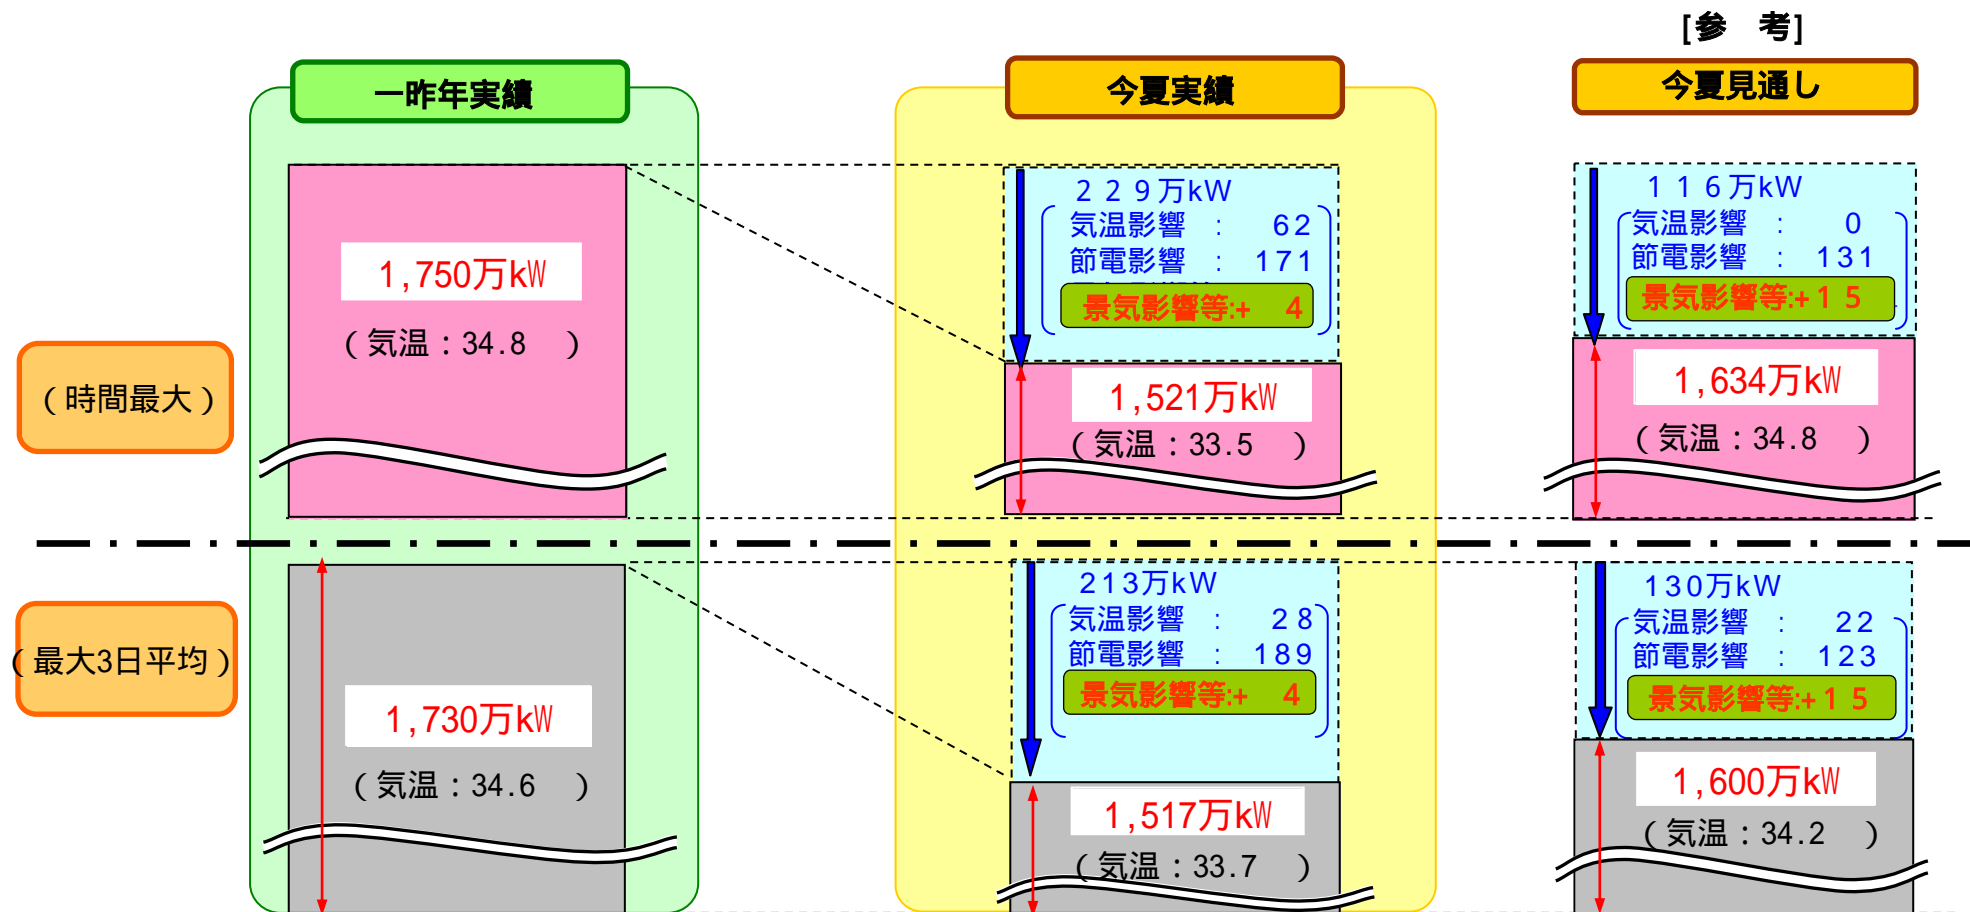 [参　考]
一昨年実績
今夏実績
今夏見通し
（時間最大）
1,750万kW
（気温：34.8　）
２２９万kW
気温影響　：　62
節電影響　：　171
景気影響等:+　4
1,521万kW
（気温：33.5　）
１１６万kW
気温影響　：　0
節電影響　：　131
景気影響等:+１５
1,634万kW
（気温：34.8　）
（最大3日平均）
1,730万kW
（気温：34.6　）
213万kW
気温影響　：　28
節電影響　：　189
景気影響等:+　4
1,517万kW
（気温：33.7　）
130万kW
気温影響　：　22
節電影響　：　123
景気影響等:+１５
1,600万kW
（気温：34.2　）